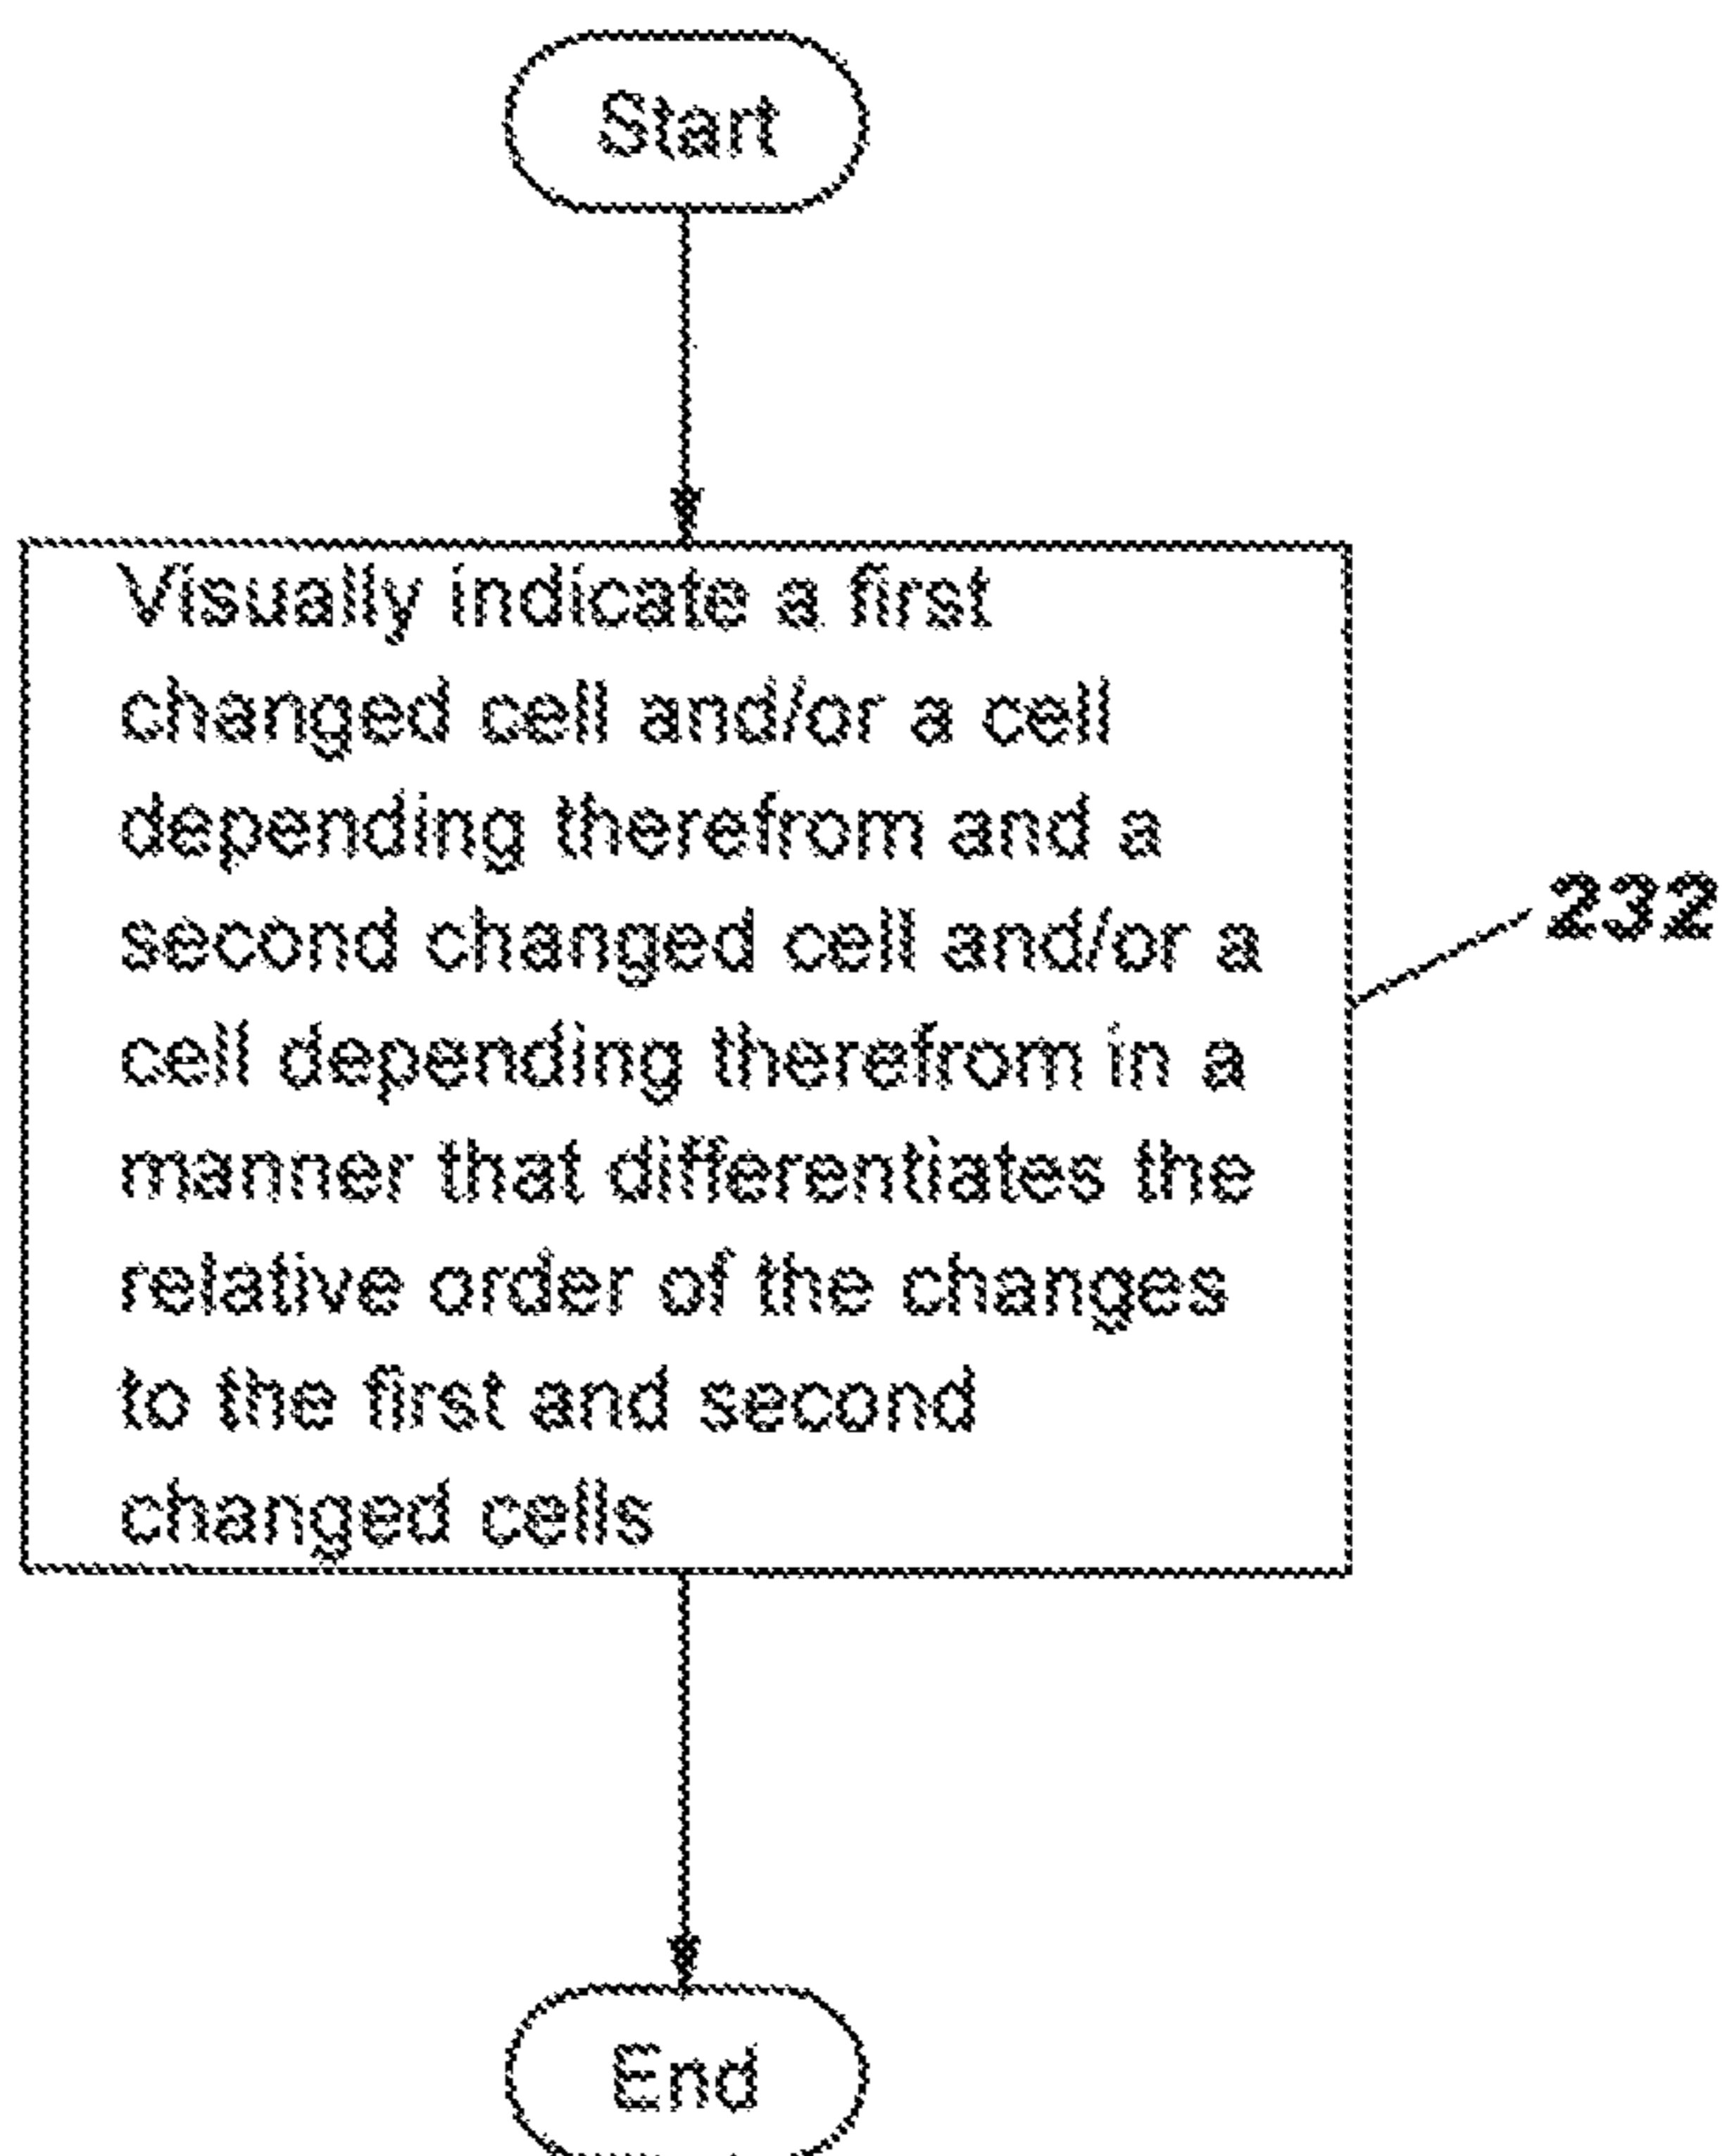 Start
Visually indicate a first
changed cell and/or a cell
depending therefrom and a
second changed cell and/or a
cell depending therefrom in a
manner that differentiates the
relative order of the changes
to the first and second
changed cells
232
End